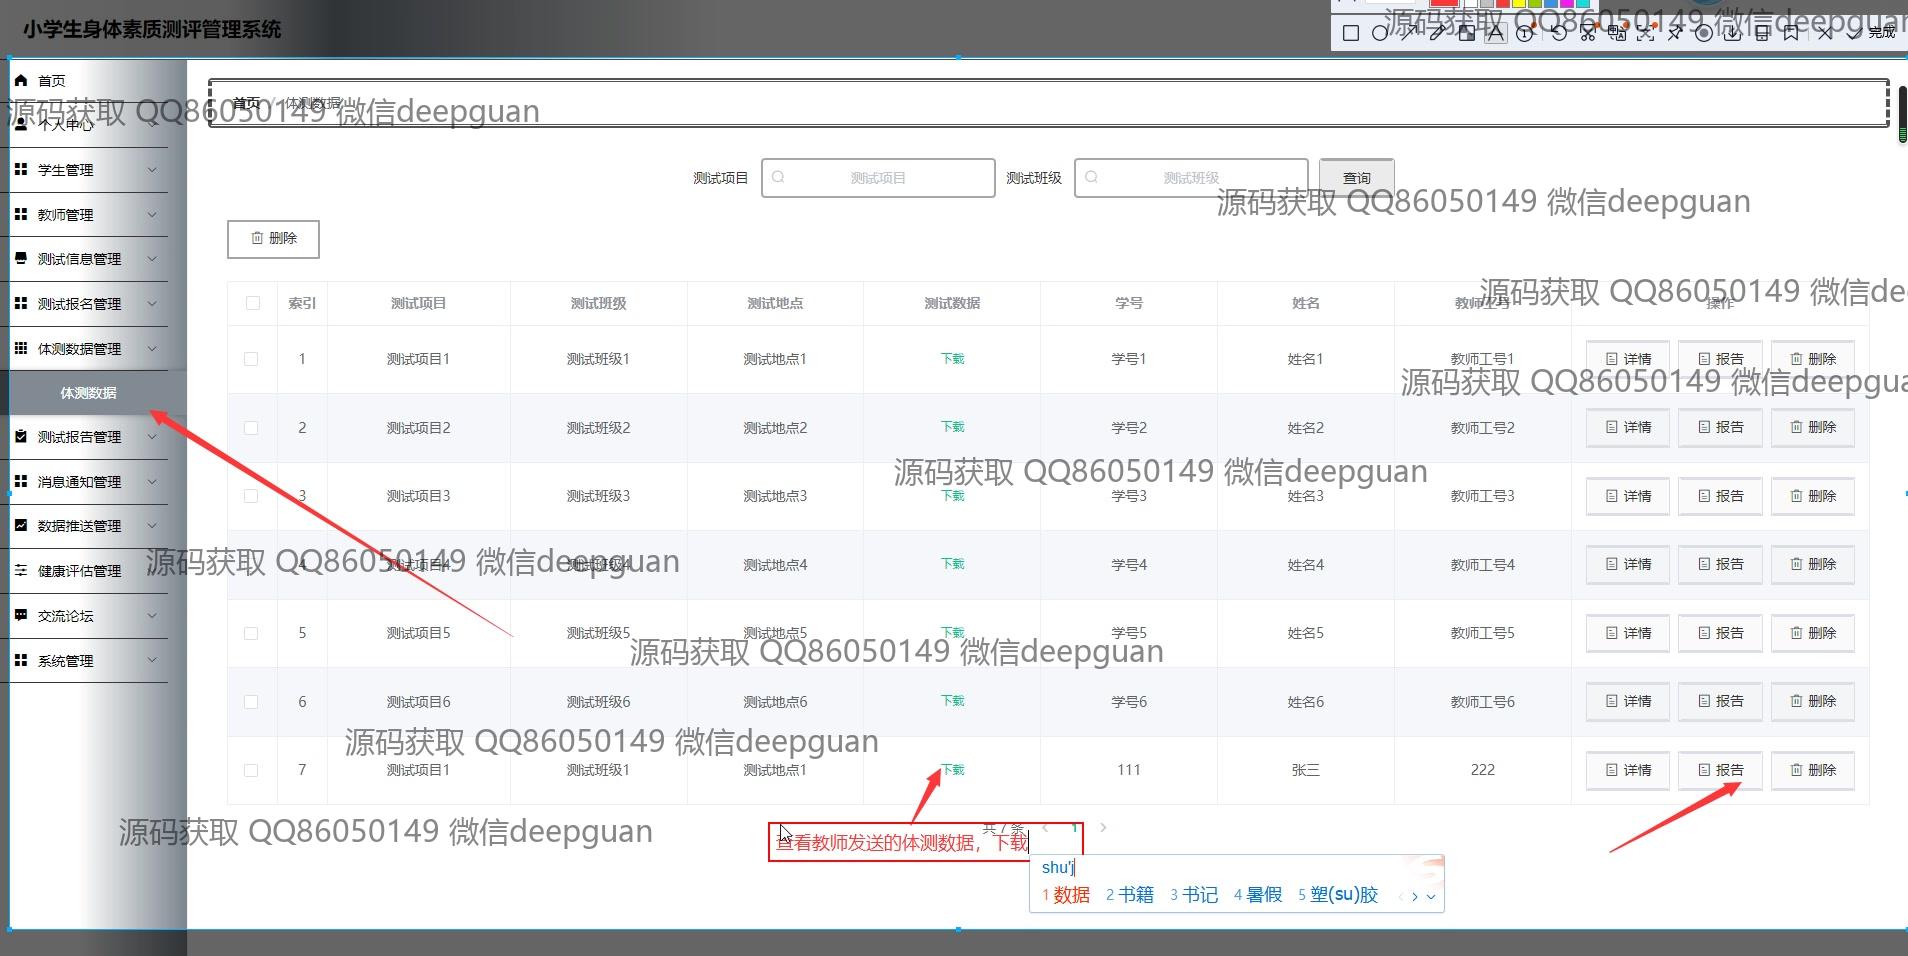 小学生身体素质测评管理系统
源码获取 QQ86050149 微信deepguan
完成
首页
个人中心
学生管理
教师管理
测试信息管理
测试报名管理
体测数据管理
体测数据
测试报告管理
消息通知管理
数据推送管理
健康评估管理
交流论坛
系统管理
首页 / 体测数据
源码获取 QQ86050149 微信deepguan
测试项目 测试项目 测试班级 测试班级 查询
源码获取 QQ86050149 微信deepguan
删除
源码获取 QQ86050149 微信de
索引 测试项目 测试班级 测试地点 测试数据 学号 姓名 教师工号 操作
1 测试项目1 测试班级1 测试地点1 下载 学号1 姓名1 教师工号1 详情 报告 删除
源码获取 QQ86050149 微信deepgua
2 测试项目2 测试班级2 测试地点2 下载 学号2 姓名2 教师工号2 详情 报告 删除
源码获取 QQ86050149 微信deepguan
3 测试项目3 测试班级3 测试地点3 下载 学号3 姓名3 教师工号3 详情 报告 删除
源码获取 QQ86050149 微信deepguan
4 测试项目4 测试班级4 测试地点4 下载 学号4 姓名4 教师工号4 详情 报告 删除
5 测试项目5 测试班级5 测试地点5 下载 学号5 姓名5 教师工号5 详情 报告 删除
源码获取 QQ86050149 微信deepguan
6 测试项目6 测试班级6 测试地点6 下载 学号6 姓名6 教师工号6 详情 报告 删除
源码获取 QQ86050149 微信deepguan
7 测试项目1 测试班级1 测试地点1 下载 111 张三 222 详情 报告 删除
源码获取 QQ86050149 微信deepguan
共 7 条 1
查看教师发送的体测数据，下载
shu'j
1 数据 2 书籍 3 书记 4 暑假 5 塑(su)胶